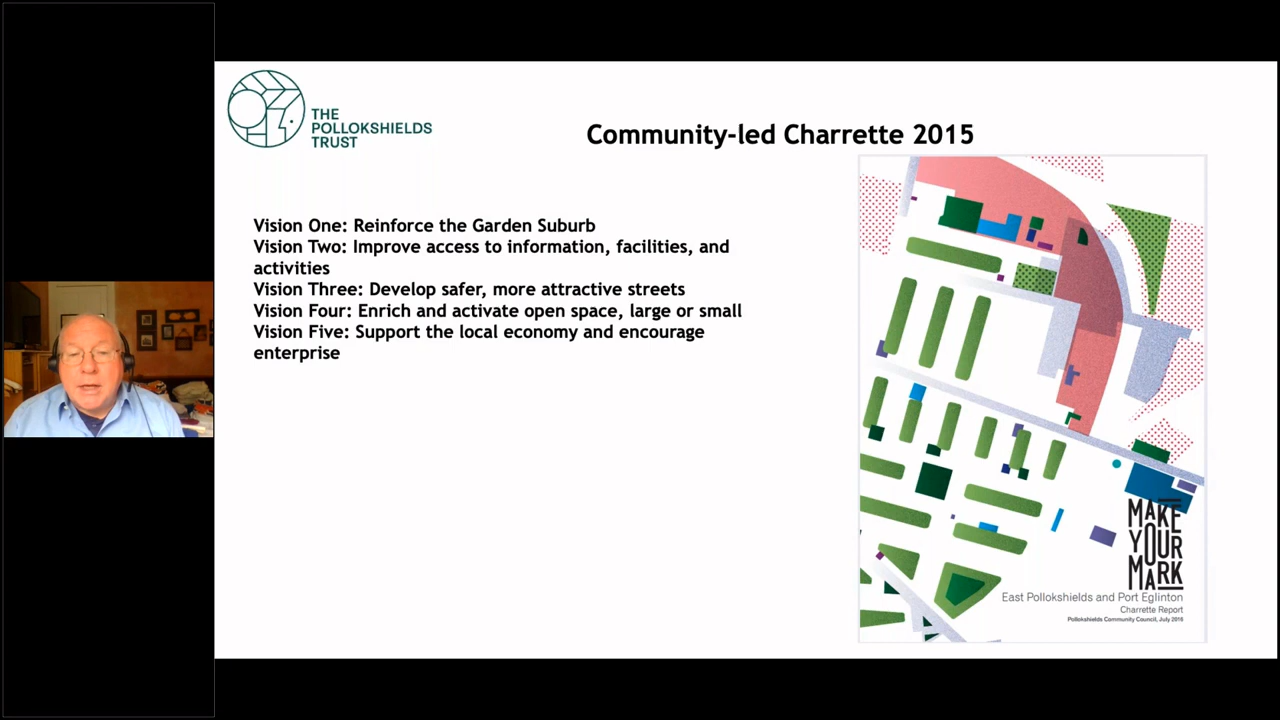 THE
POLLOKSHIELDS
TRUST
Community-led Charrette 2015
Vision One: Reinforce the Garden Suburb
Vision Two: Improve access to information, facilities, and
activities
Vision Three: Develop safer, more attractive streets
Vision Four: Enrich and activate open space, large or small
Vision Five: Support the local economy and encourage
enterprise
MAKE
YOUR
MARK
East Pollokshields and Port Eglinton
Charrette Report
Pollokshields Community Council, July 2016